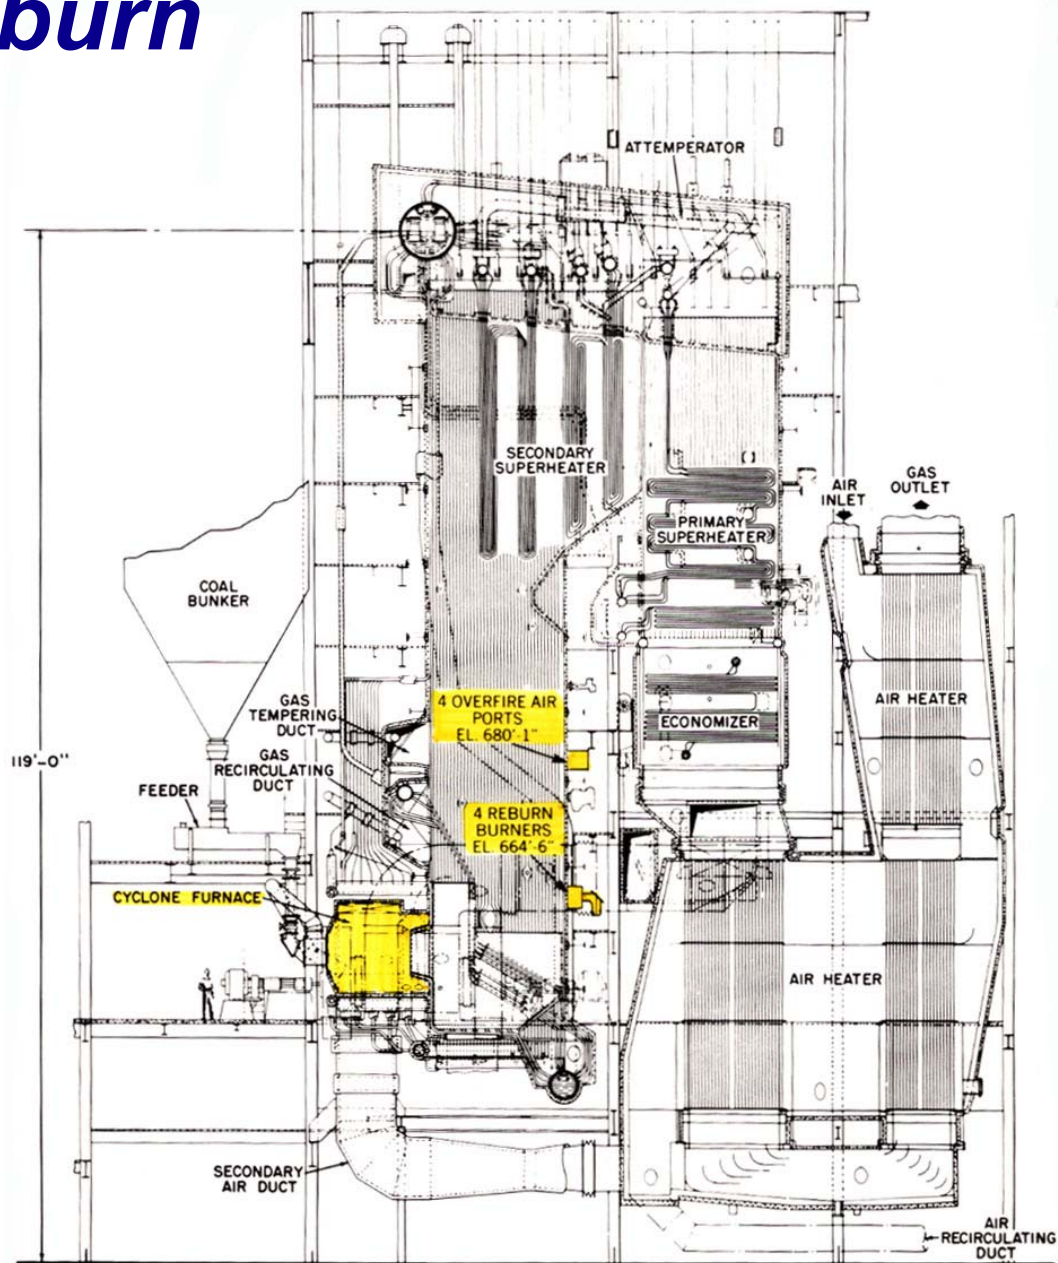 burn
ATTEMPERATOR
SECONDARY
SUPERHEATER
AIR
INLET
GAS
OUTLET
PRIMARY
SUPERHEATER
COAL
BUNKER
GAS
TEMPERING
DUCT
4 OVERFIRE AIR
PORTS
EL. 680'-1"
ECONOMIZER
AIR HEATER
119'-0"
GAS
RECIRCULATING
DUCT
FEEDER
4 REBURN
BURNERS
EL. 664'-6"
CYCLONE FURNACE
AIR HEATER
SECONDARY
AIR DUCT
AIR
RECIRCULATING
DUCT